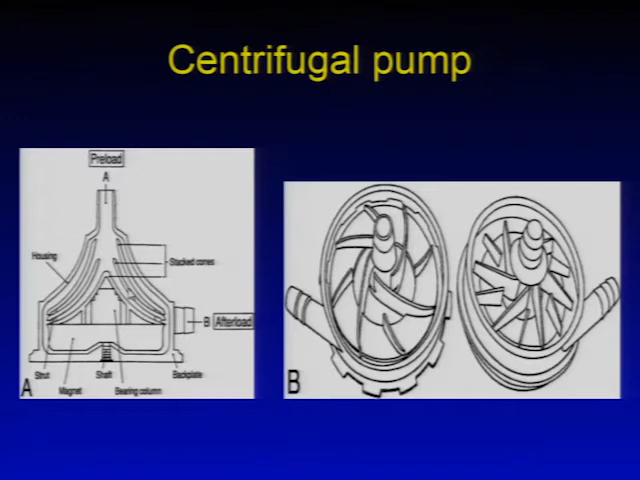 Centrifugal pump
Preload
A
Housing
Stacked cones
B Afterload
Strut
Shaft
Backplate
Magnet
Bearing column
A
B